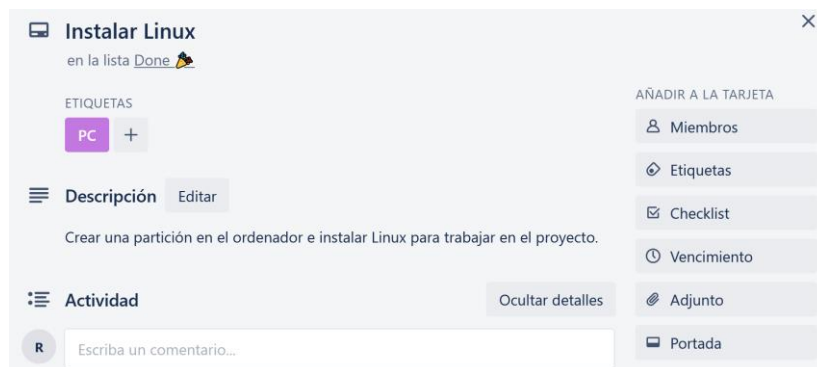 Instalar Linux
en la lista Done
ETIQUETAS
PC +
Descripción Editar
Crear una partición en el ordenador e instalar Linux para trabajar en el proyecto.
Actividad Ocultar detalles
R Escriba un comentario...
AÑADIR A LA TARJETA
Miembros
Etiquetas
Checklist
Vencimiento
Adjunto
Portada